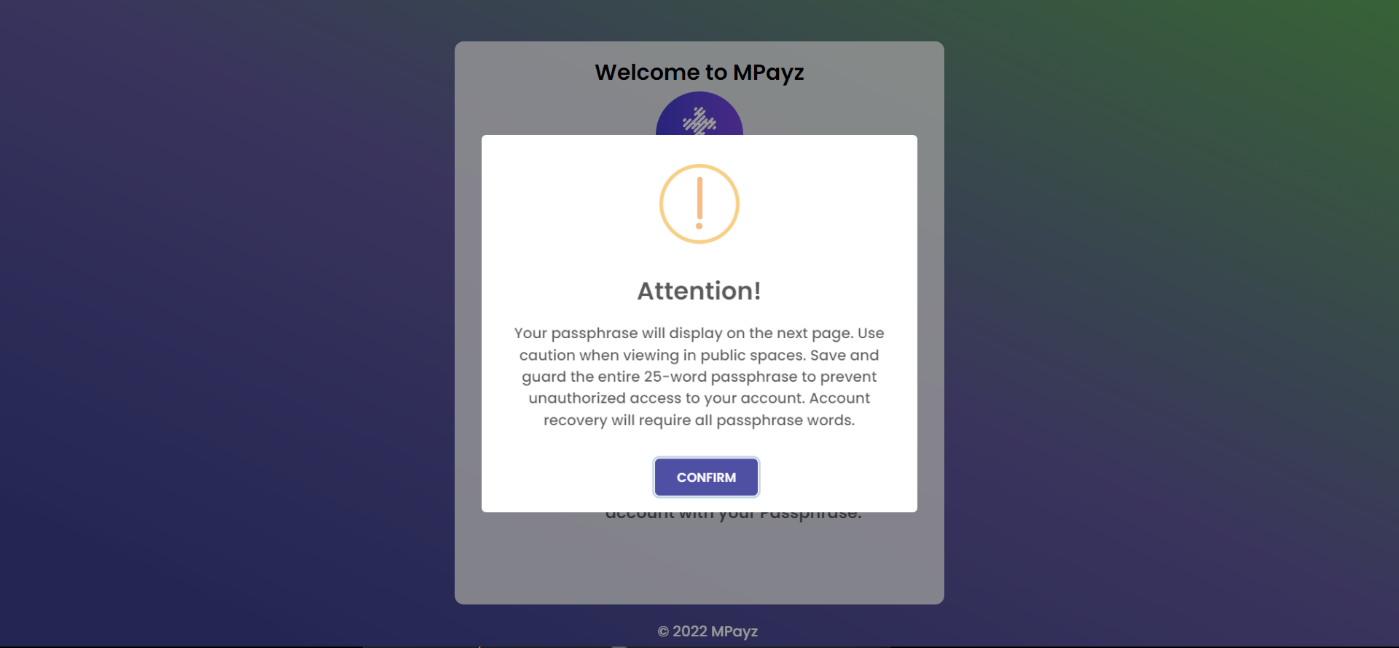 Welcome to MPayz
Attention!
Your passphrase will display on the next page. Use
caution when viewing in public spaces. Save and
guard the entire 25-word passphrase to prevent
unauthorized access to your account. Account
recovery will require all passphrase words.
CONFIRM
account with your Passphrase.
© 2022 MPayz